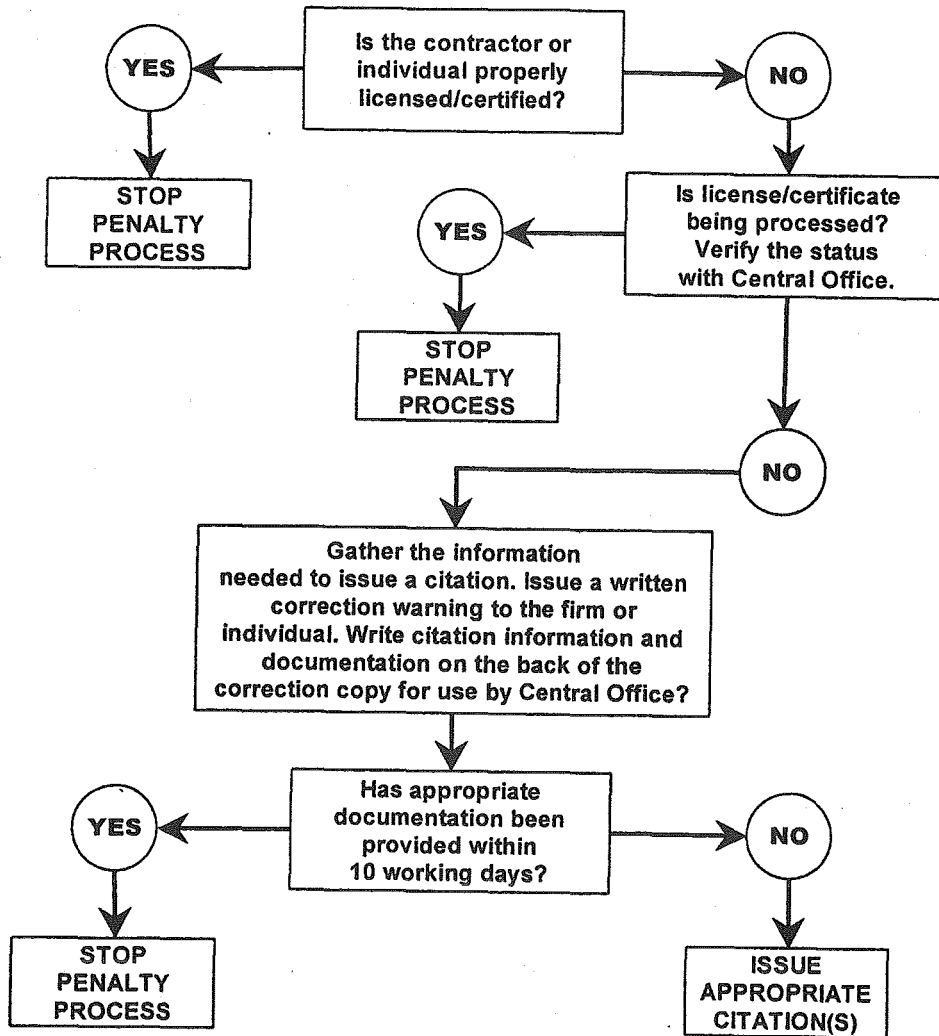 Is the contractor or
individual properly
licensed/certified?
YES
NO
STOP
PENALTY
PROCESS
Is license/certificate
being processed?
Verify the status
with Central Office.
YES
STOP
PENALTY
PROCESS
NO
Gather the information
needed to issue a citation. Issue a written
correction warning to the firm or
individual. Write citation information and
documentation on the back of the
correction copy for use by Central Office?
Has appropriate
documentation been
provided within
10 working days?
YES
NO
STOP
PENALTY
PROCESS
ISSUE
APPROPRIATE
CITATION(S)